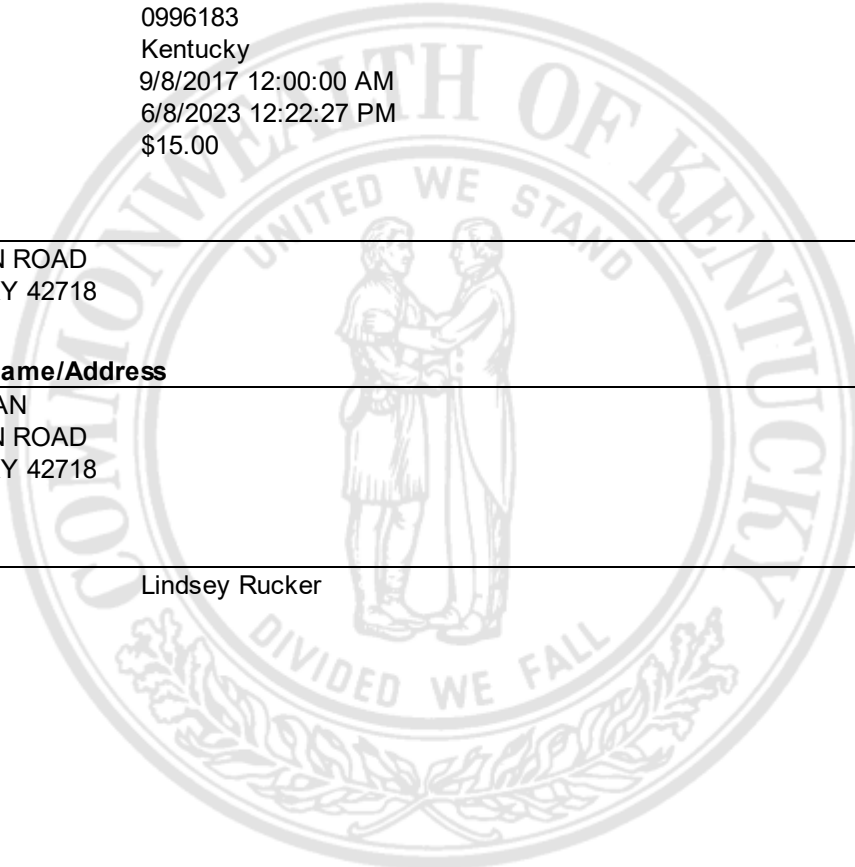 0996183
Kentucky
9/8/2017 12:00:00 AM
6/8/2023 12:22:27 PM
$15.00
COMMONWEALTH OF KENTUCKY
UNITED WE STAND
N ROAD
Y 42718
ame/Address
AN
N ROAD
Y 42718
Lindsey Rucker
DIVIDED WE FALL